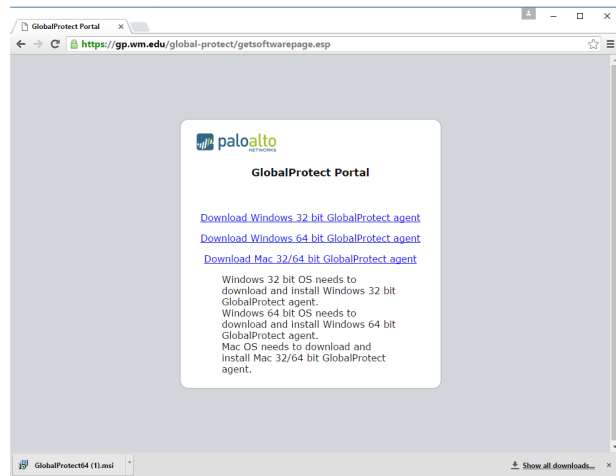 GlobalProtect Portal
https://gp.wm.edu/global-protect/getsoftwarepage.esp
paloalto
NETWORKS
GlobalProtect Portal
Download Windows 32 bit GlobalProtect agent
Download Windows 64 bit GlobalProtect agent
Download Mac 32/64 bit GlobalProtect agent
Windows 32 bit OS needs to
download and install Windows 32 bit
GlobalProtect agent.
Windows 64 bit OS needs to
download and install Windows 64 bit
GlobalProtect agent.
Mac OS needs to download and
install Mac 32/64 bit GlobalProtect
agent.
GlobalProtect64 (1).msi
Show all downloads...